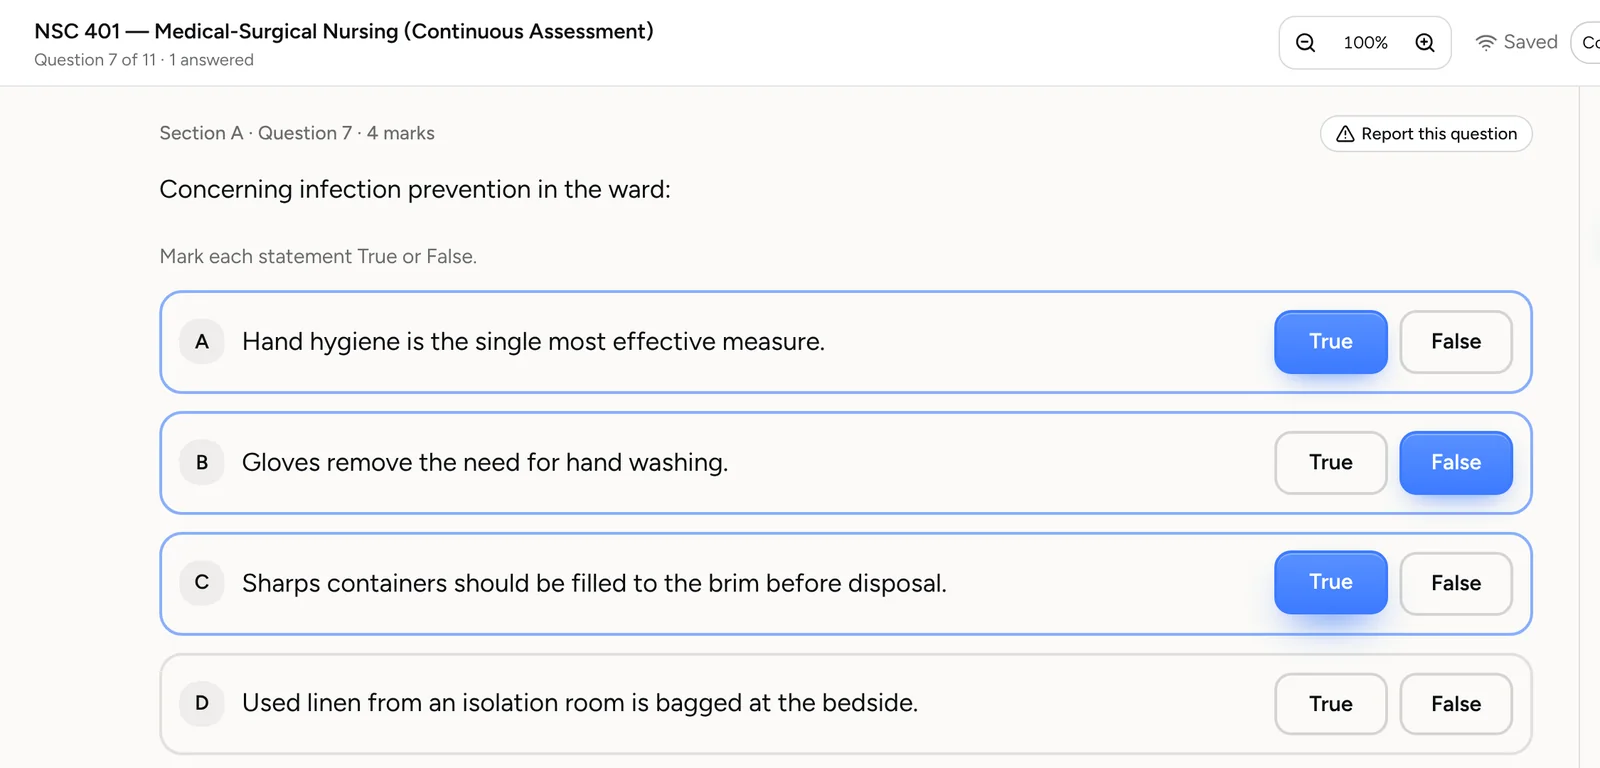 NSC 401 — Medical-Surgical Nursing (Continuous Assessment)
Question 7 of 11 · 1 answered
100%
Saved
Section A · Question 7 · 4 marks
Report this question
Concerning infection prevention in the ward:
Mark each statement True or False.
A Hand hygiene is the single most effective measure. True False
B Gloves remove the need for hand washing. True False
C Sharps containers should be filled to the brim before disposal. True False
D Used linen from an isolation room is bagged at the bedside. True False